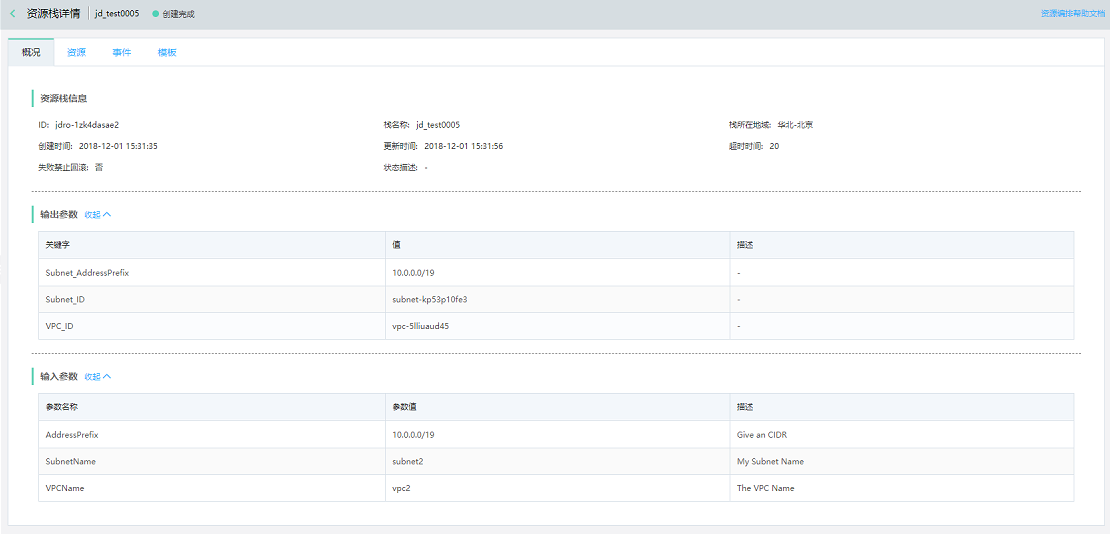 资源栈详情 jd_test0005 创建完成 资源编排帮助文档
概况 资源 事件 模板
资源栈信息
ID: jdro-1zk4dasae2 栈名称: jd_test0005 栈所在地域: 华北-北京
创建时间: 2018-12-01 15:31:35 更新时间: 2018-12-01 15:31:56 超时时间: 20
失败禁止回滚: 否 状态描述: -
输出参数 收起
关键字 值 描述
Subnet_AddressPrefix 10.0.0.0/19 -
Subnet_ID subnet-kp53p10fe3 -
VPC_ID vpc-5lliuaud45 -
输入参数 收起
参数名称 参数值 描述
AddressPrefix 10.0.0.0/19 Give an CIDR
SubnetName subnet2 My Subnet Name
VPCName vpc2 The VPC Name